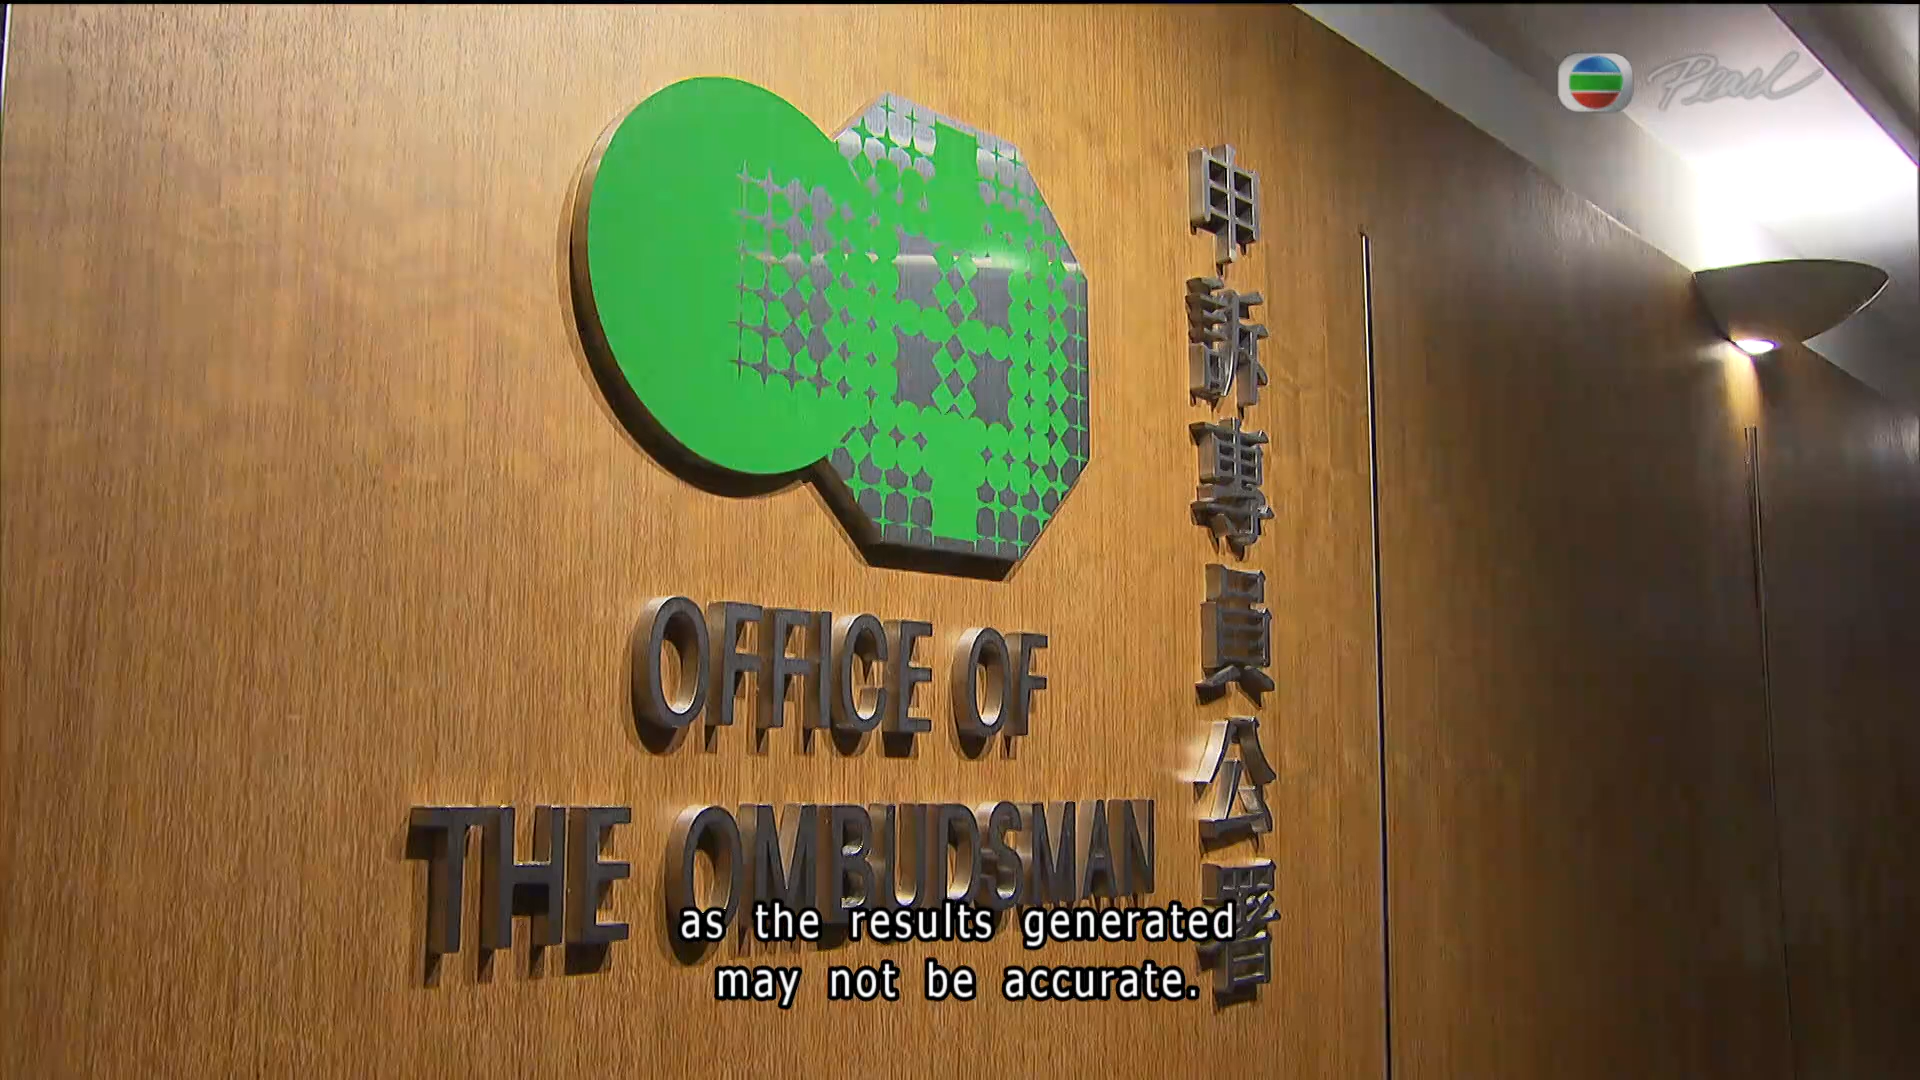 Pearl
OFFICE OF
THE OMBUDSMAN
申訴專員公署
as the results generated
may not be accurate.